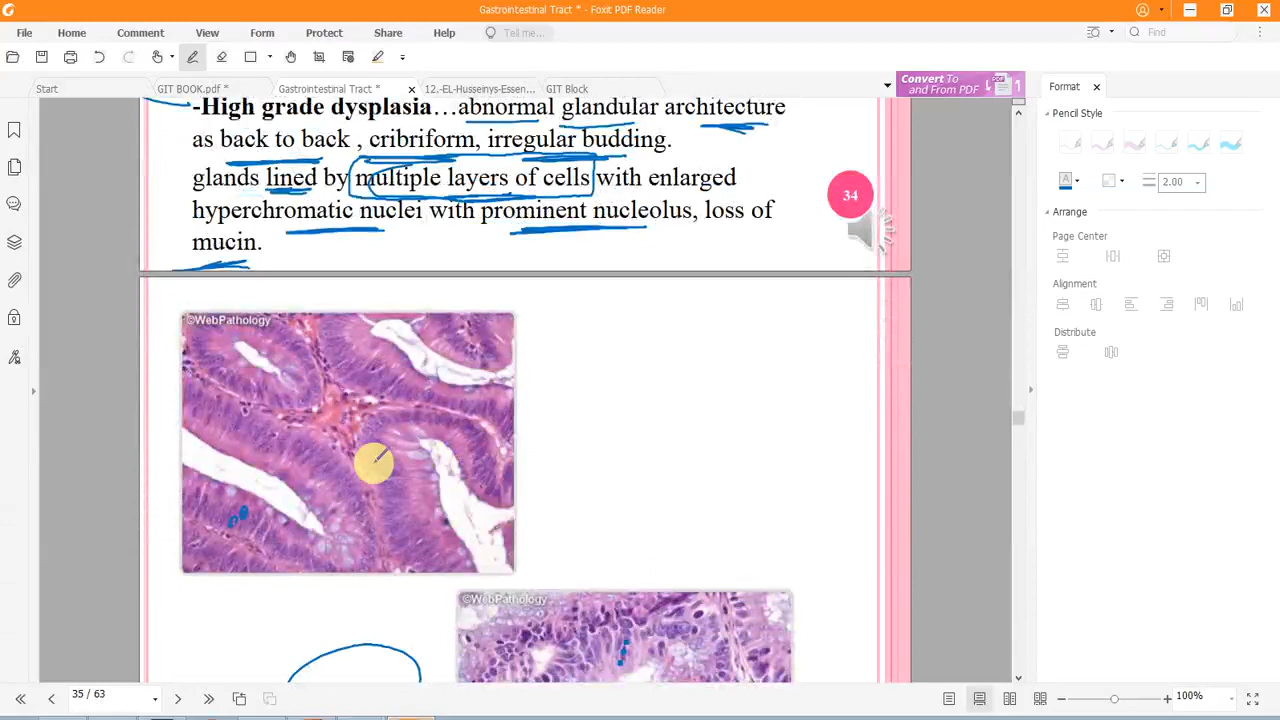 Gastrointestinal Tract * - Foxit PDF Reader
File Home Comment View Form Protect Share Help Tell me... Find
Start GIT BOOK.pdf * Gastrointestinal Tract * 12.-EL-Husseinys-Essen... GIT Block
Convert To
and From PDF
-High grade dysplasia…abnormal glandular architecture
as back to back , cribriform, irregular budding.
glands lined by multiple layers of cells with enlarged
hyperchromatic nuclei with prominent nucleolus, loss of
mucin.
34
©WebPathology
©WebPathology
Format
Pencil Style
2.00
Arrange
Page Center
Alignment
Distribute
35 / 63
100%